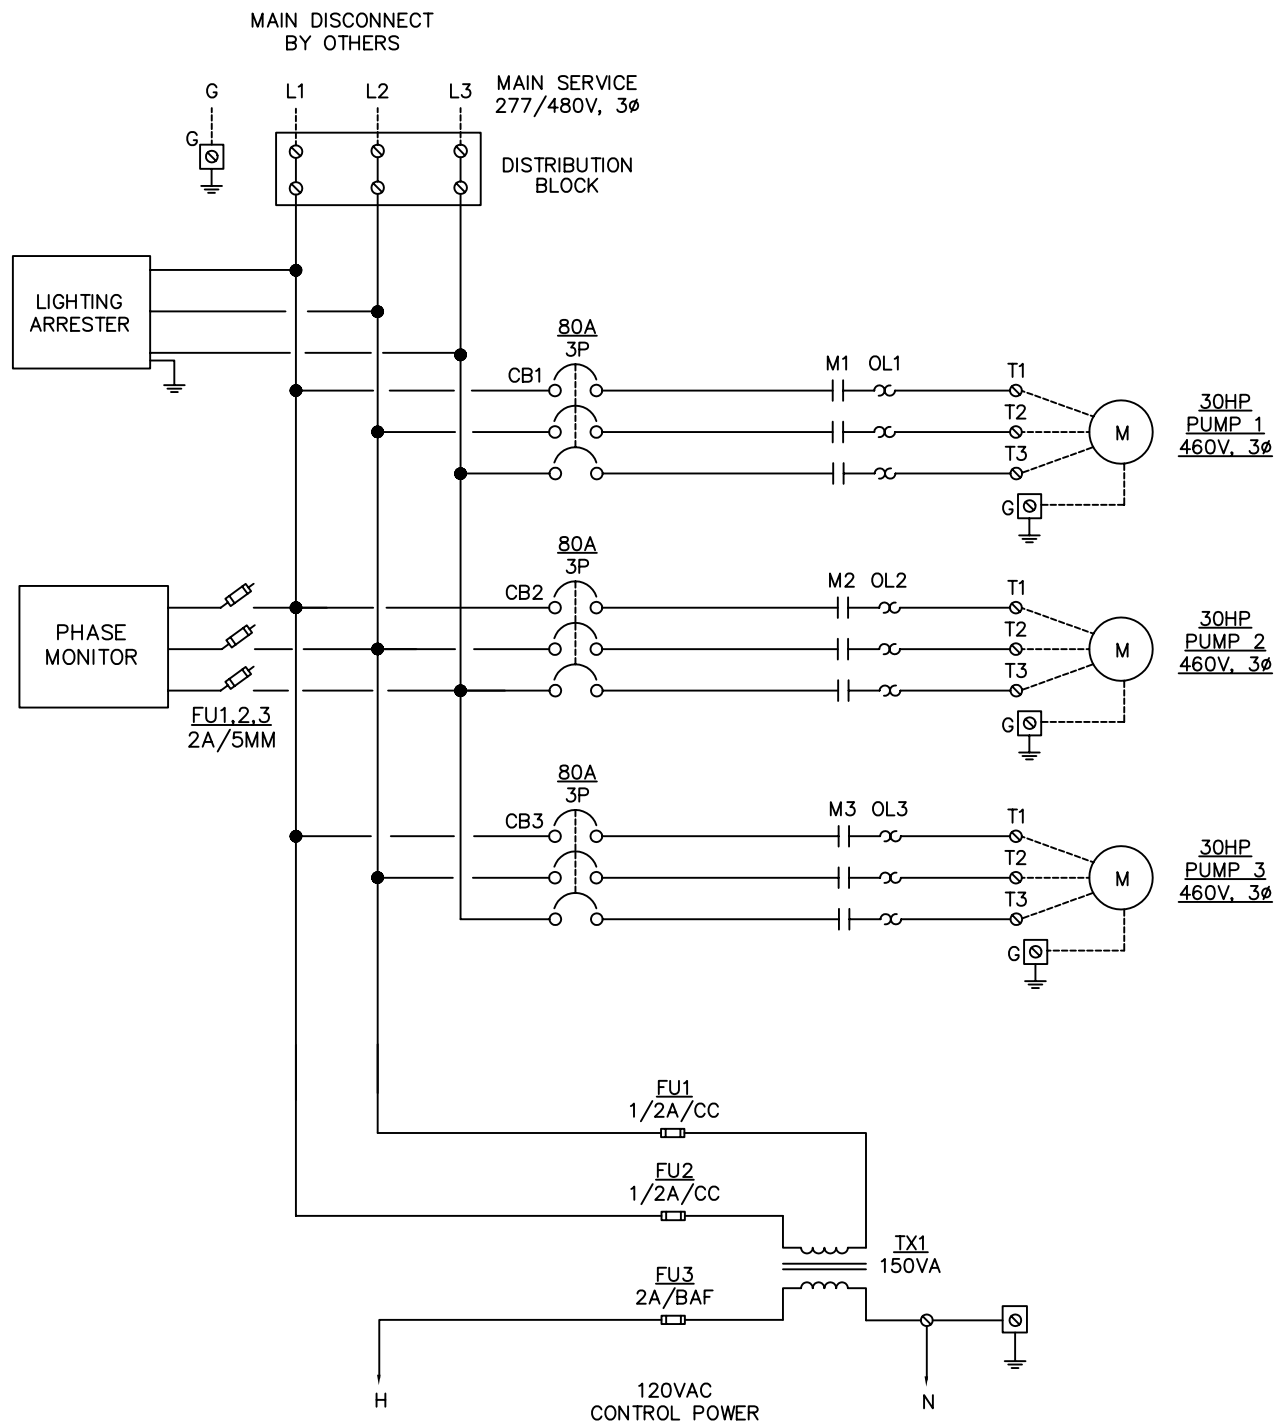 MAIN DISCONNECT
BY OTHERS
G
L1
L2
L3
MAIN SERVICE
277/480V, 3ø
G
DISTRIBUTION
BLOCK
LIGHTING
ARRESTER
80A
3P
CB1
M1
OL1
T1
T2
T3
M
30HP
PUMP 1
460V, 3ø
G
80A
3P
CB2
M2
OL2
T1
T2
T3
M
30HP
PUMP 2
460V, 3ø
G
PHASE
MONITOR
FU1,2,3
2A/5MM
80A
3P
CB3
M3
OL3
T1
T2
T3
M
30HP
PUMP 3
460V, 3ø
G
FU1
1/2A/CC
FU2
1/2A/CC
TX1
150VA
FU3
2A/BAF
H
N
120VAC
CONTROL POWER